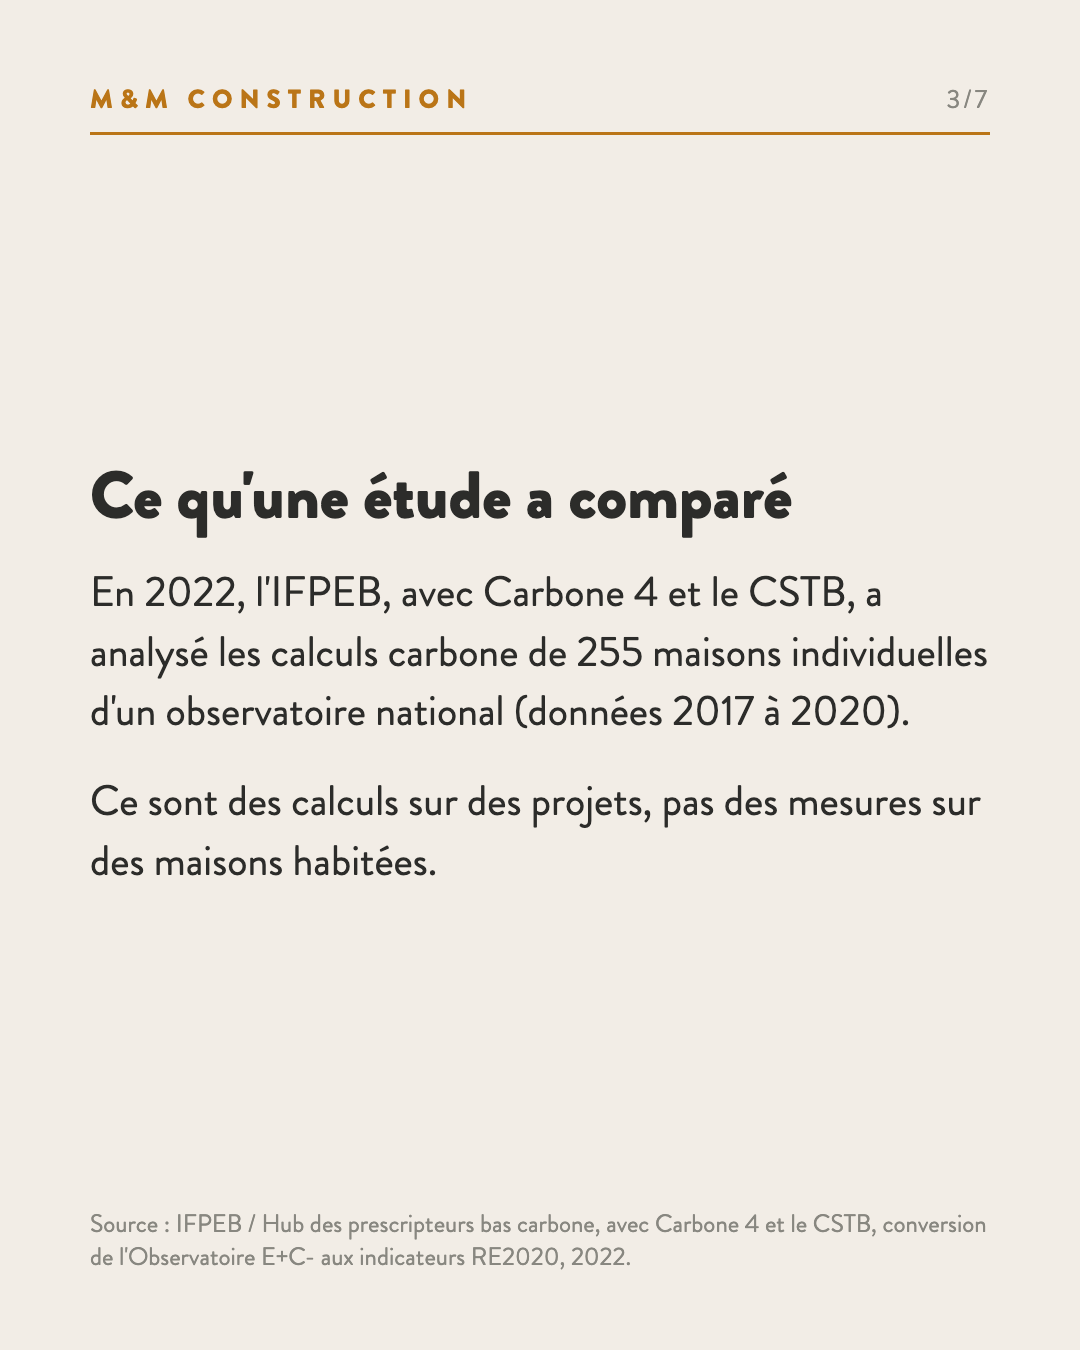 M&M CONSTRUCTION
3/7
Ce qu'une étude a comparé
En 2022, l'IFPEB, avec Carbone 4 et le CSTB, a
analysé les calculs carbone de 255 maisons individuelles
d'un observatoire national (données 2017 à 2020).
Ce sont des calculs sur des projets, pas des mesures sur
des maisons habitées.
Source : IFPEB / Hub des prescripteurs bas carbone, avec Carbone 4 et le CSTB, conversion
de l'Observatoire E+C- aux indicateurs RE2020, 2022.